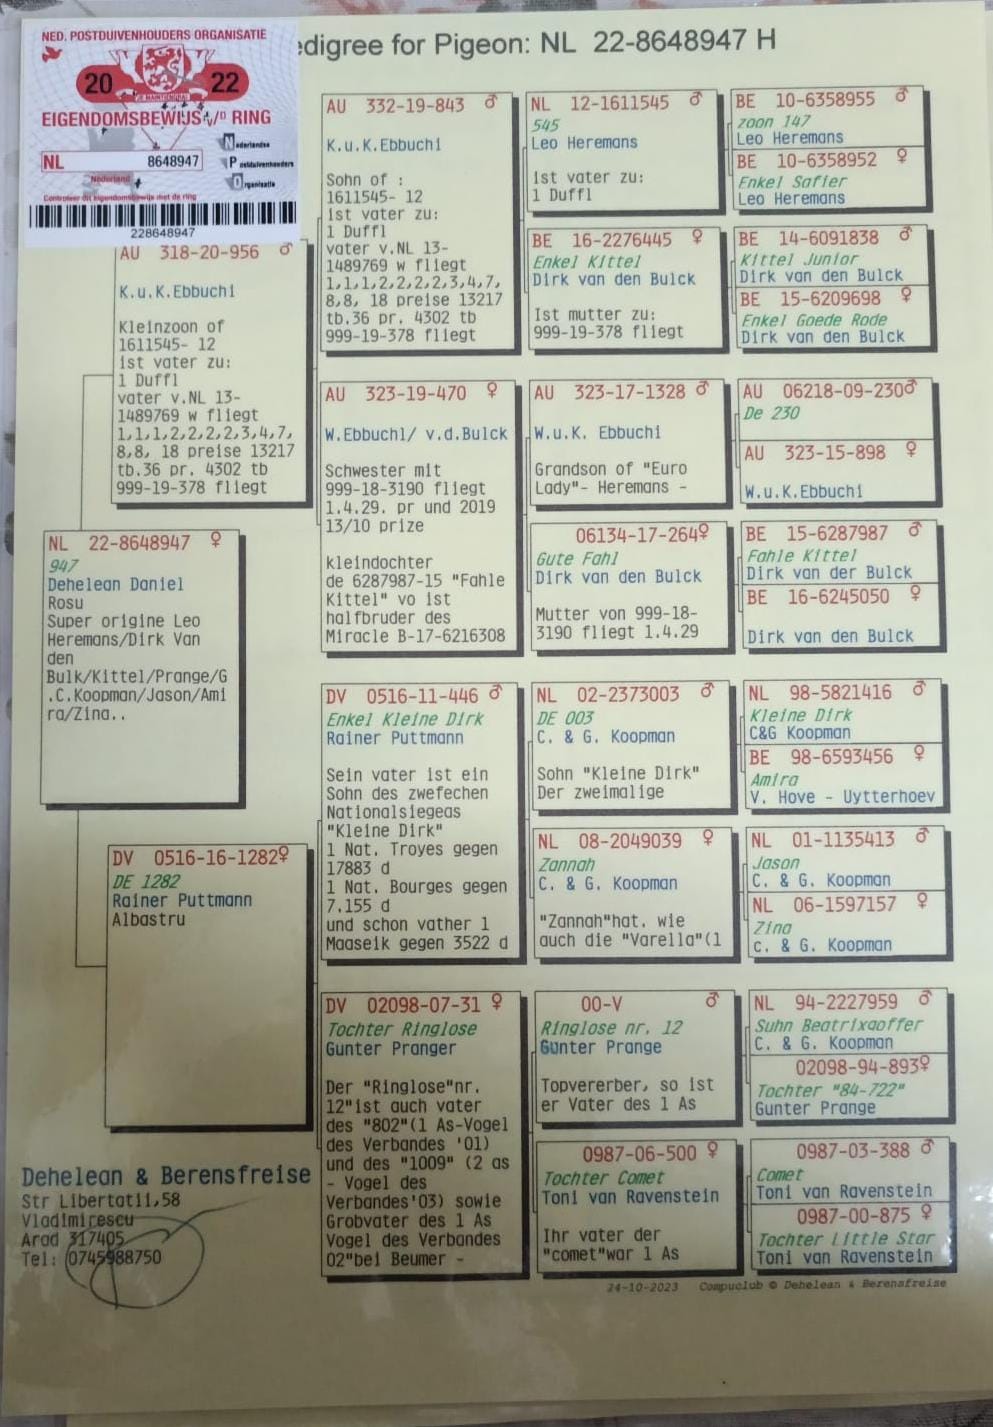 NED. POSTDUIVENHOUDERS ORGANISATIE
20 22
EIGENDOMSBEWIJS v/d RING
NL 8648947
Nederland
Nederlandse
Postduivenhouders
Organisatie
Controleer dit eigendomsbewijs met de ring
228648947
edigree for Pigeon: NL 22-8648947 H
NL 22-8648947 ♀
947
Dehelean Daniel
Rosu
Super origine Leo
Heremans/Dirk Van
den
Bulk/Kittel/Prange/G
.C.Koopman/Jason/Ami
ra/Zina..
AU 318-20-956 ♂
K.u.K.Ebbuchi
Kleinzoon of
1611545- 12
ist vater zu:
1 Duffl
vater v.NL 13-
1489769 w fliegt
1,1,1,2,2,2,2,3,4,7,
8,8, 18 preise 13217
tb.36 pr. 4302 tb
999-19-378 fliegt
DV 0516-16-1282♀
DE 1282
Rainer Puttmann
Albastru
AU 332-19-843 ♂
K.u.K.Ebbuchi
Sohn of :
1611545- 12
ist vater zu:
1 Duffl
vater v.NL 13-
1489769 w fliegt
1,1,1,2,2,2,2,3,4,7,
8,8, 18 preise 13217
tb.36 pr. 4302 tb
999-19-378 fliegt
AU 323-19-470 ♀
W.Ebbuchl/ v.d.Bulck
Schwester mit
999-18-3190 fliegt
1.4.29. pr und 2019
13/10 prize
kleindochter
de 6287987-15 "Fahle
Kittel" vo ist
halfbruder des
Miracle B-17-6216308
DV 0516-11-446 ♂
Enkel Kleine Dirk
Rainer Puttmann
Sein vater ist ein
Sohn des zwefechen
Nationalsiegeas
"Kleine Dirk"
1 Nat. Troyes gegen
17883 d
1 Nat. Bourges gegen
7.155 d
und schon vather 1
Maaseik gegen 3522 d
DV 02098-07-31 ♀
Tochter Ringlose
Gunter Pranger
Der "Ringlose"nr.
12"ist auch vater
des "802"(1 As-Vogel
des Verbandes '01)
und des "1009" (2 as
- Vogel des
Verbandes'03) sowie
Grobvater des 1 As
Vogel des Verbandes
02"bei Beumer -
NL 12-1611545 ♂
545
Leo Heremans
ist vater zu:
1 Duffl
BE 16-2276445 ♀
Enkel Kittel
Dirk van den Bulck
Ist mutter zu:
999-19-378 fliegt
AU 323-17-1328 ♂
W.u.K. Ebbuchi
Grandson of "Euro
Lady"- Heremans -
06134-17-264♀
Gute Fahl
Dirk van den Bulck
Mutter von 999-18-
3190 fliegt 1.4.29
NL 02-2373003 ♂
DE 003
C. & G. Koopman
Sohn "Kleine Dirk"
Der zweimalige
NL 08-2049039 ♀
Zannah
C. & G. Koopman
"Zannah"hat. wie
auch die "Varella"(1
00-V ♂
Ringlose nr. 12
Gunter Prange
Topvererber, so ist
er Vater des 1 As
0987-06-500 ♀
Tochter Comet
Toni van Ravenstein
Ihr vater der
"comet"war 1 As
BE 10-6358955 ♂
zoon 147
Leo Heremans
BE 10-6358952 ♀
Enkel Safier
Leo Heremans
BE 14-6091838 ♂
Kittel Junior
Dirk van den Bulck
BE 15-6209698 ♀
Enkel Goede Rode
Dirk van den Bulck
AU 06218-09-230♂
De 230
AU 323-15-898 ♀
W.u.K.Ebbuchi
BE 15-6287987 ♂
Fahle Kittel
Dirk van der Bulck
BE 16-6245050 ♀
Dirk van den Bulck
NL 98-5821416 ♂
Kleine Dirk
C&G Koopman
BE 98-6593456 ♀
Amira
V. Hove - Uytterhoev
NL 01-1135413 ♂
Jason
C. & G. Koopman
NL 06-1597157 ♀
Zina
c. & G. Koopman
NL 94-2227959 ♂
Suhn Beatrixaoffer
C. & G. Koopman
02098-94-893♀
Tochter "84-722"
Gunter Prange
0987-03-388 ♂
Comet
Toni van Ravenstein
0987-00-875 ♀
Tochter Little Star
Toni van Ravenstein
Dehelean & Berensfreise
Str Libertatii,58
Vladimirescu
Arad 317405
Tel: 0745988750
24-10-2023 Compuclub © Dehelean & Berensfreise